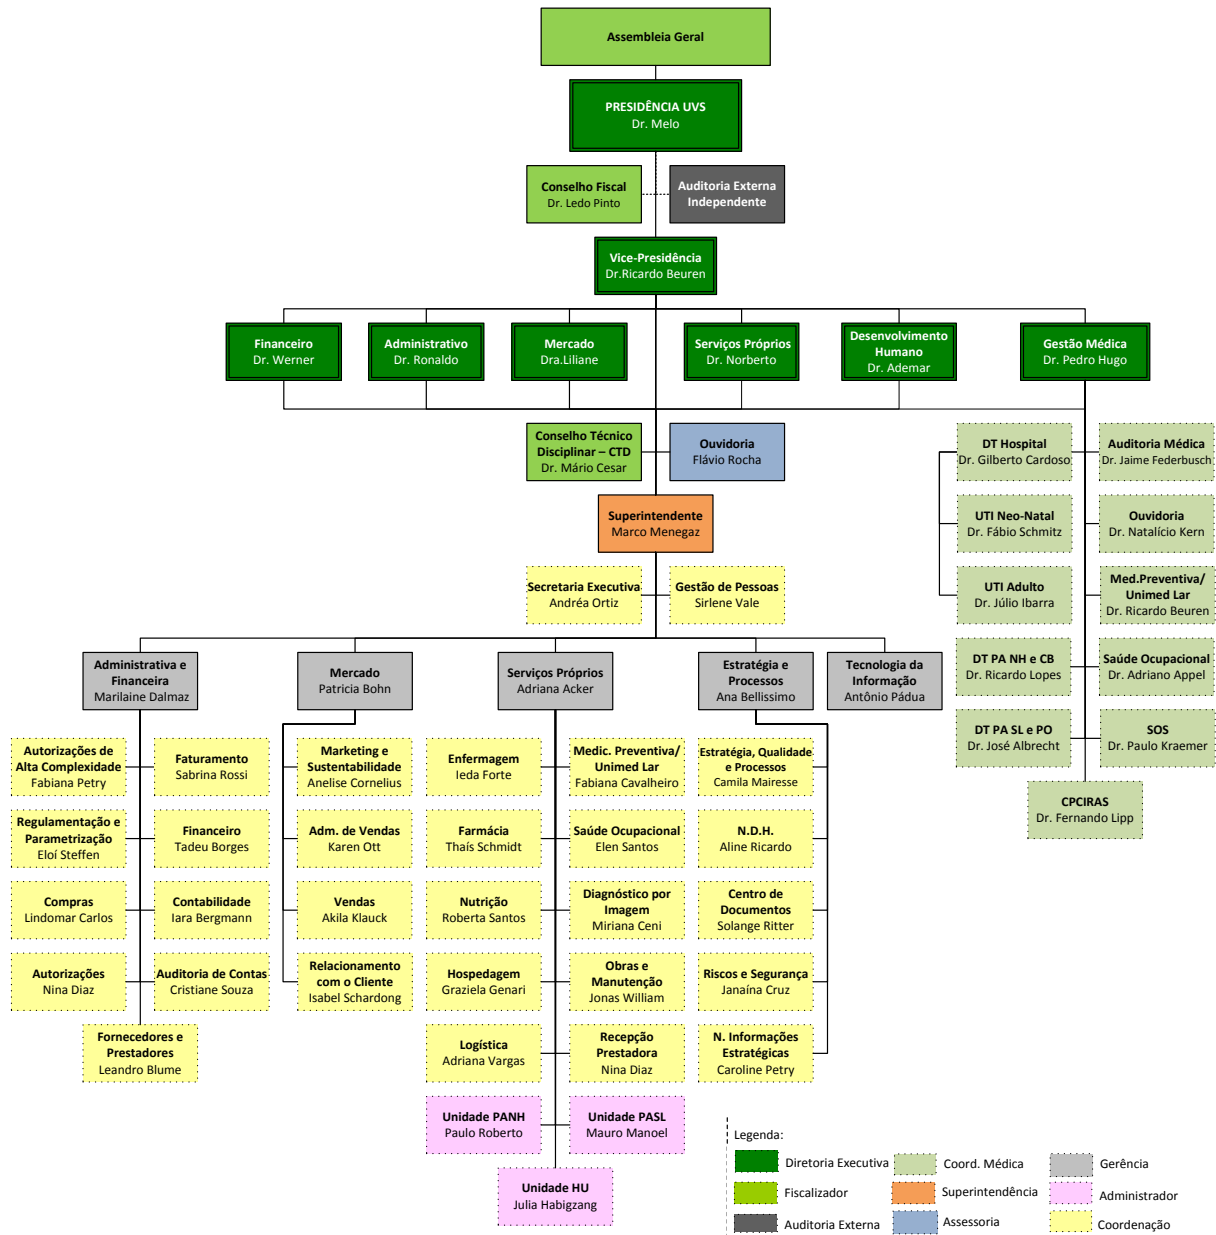 Assembleia Geral
PRESIDÊNCIA UVS
Dr. Melo
Conselho Fiscal
Dr. Ledo Pinto
Auditoria Externa
Independente
Vice-Presidência
Dr.Ricardo Beuren
Financeiro
Dr. Werner
Administrativo
Dr. Ronaldo
Mercado
Dra.Liliane
Serviços Próprios
Dr. Norberto
Desenvolvimento
Humano
Dr. Ademar
Gestão Médica
Dr. Pedro Hugo
Conselho Técnico
Disciplinar – CTD
Dr. Mário Cesar
Ouvidoria
Flávio Rocha
Superintendente
Marco Menegaz
Secretaria Executiva
Andréa Ortiz
Gestão de Pessoas
Sirlene Vale
DT Hospital
Dr. Gilberto Cardoso
Auditoria Médica
Dr. Jaime Federbusch
UTI Neo-Natal
Dr. Fábio Schmitz
Ouvidoria
Dr. Natalício Kern
UTI Adulto
Dr. Júlio Ibarra
Med.Preventiva/
Unimed Lar
Dr. Ricardo Beuren
DT PA NH e CB
Dr. Ricardo Lopes
Saúde Ocupacional
Dr. Adriano Appel
DT PA SL e PO
Dr. José Albrecht
SOS
Dr. Paulo Kraemer
CPCIRAS
Dr. Fernando Lipp
Administrativa e
Financeira
Marilaine Dalmaz
Mercado
Patricia Bohn
Serviços Próprios
Adriana Acker
Estratégia e
Processos
Ana Bellissimo
Tecnologia da
Informação
Antônio Pádua
Autorizações de
Alta Complexidade
Fabiana Petry
Faturamento
Sabrina Rossi
Regulamentação e
Parametrização
Eloí Steffen
Financeiro
Tadeu Borges
Compras
Lindomar Carlos
Contabilidade
Iara Bergmann
Autorizações
Nina Diaz
Auditoria de Contas
Cristiane Souza
Fornecedores e
Prestadores
Leandro Blume
Marketing e
Sustentabilidade
Anelise Cornelius
Adm. de Vendas
Karen Ott
Vendas
Akila Klauck
Relacionamento
com o Cliente
Isabel Schardong
Enfermagem
Ieda Forte
Medic. Preventiva/
Unimed Lar
Fabiana Cavalheiro
Farmácia
Thaís Schmidt
Saúde Ocupacional
Elen Santos
Nutrição
Roberta Santos
Diagnóstico por
Imagem
Miriana Ceni
Hospedagem
Graziela Genari
Obras e
Manutenção
Jonas William
Logística
Adriana Vargas
Recepção
Prestadora
Nina Diaz
Unidade PANH
Paulo Roberto
Unidade PASL
Mauro Manoel
Unidade HU
Julia Habigzang
Estratégia, Qualidade
e Processos
Camila Mairesse
N.D.H.
Aline Ricardo
Centro de
Documentos
Solange Ritter
Riscos e Segurança
Janaína Cruz
N. Informações
Estratégicas
Caroline Petry
Legenda:
Diretoria Executiva
Coord. Médica
Gerência
Fiscalizador
Superintendência
Administrador
Auditoria Externa
Assessoria
Coordenação